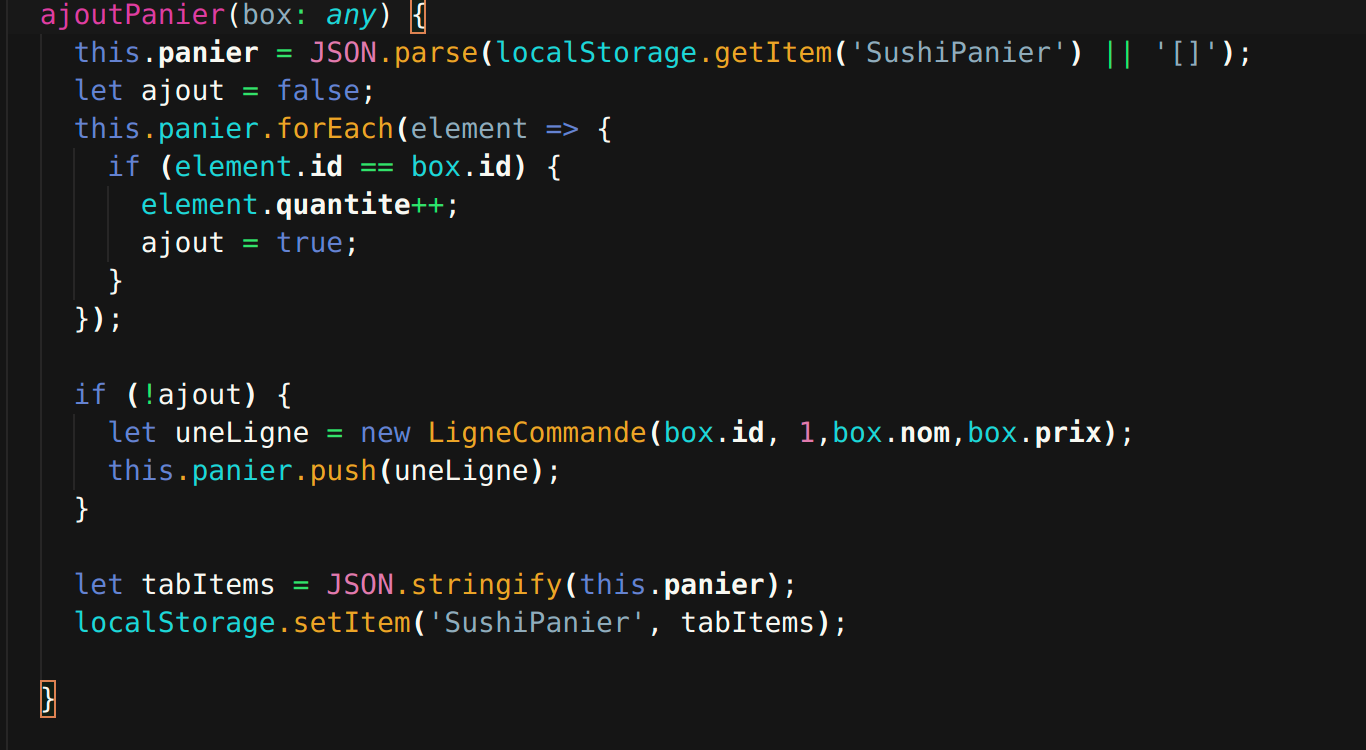 ajoutPanier(box: any) {
  this.panier = JSON.parse(localStorage.getItem('SushiPanier') || '[]');
  let ajout = false;
  this.panier.forEach(element => {
    if (element.id == box.id) {
      element.quantite++;
      ajout = true;
    }
  });

  if (!ajout) {
    let uneLigne = new LigneCommande(box.id, 1,box.nom,box.prix);
    this.panier.push(uneLigne);
  }

  let tabItems = JSON.stringify(this.panier);
  localStorage.setItem('SushiPanier', tabItems);

}